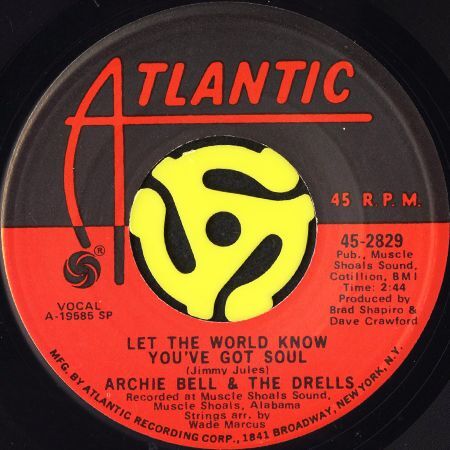 ATLANTIC
®
45 R.P.M.
45-2829
Pub., Muscle
Shoals Sound,
Cotillion, BMI
Time: 2:44
Produced by
Brad Shapiro &
Dave Crawford
VOCAL
A-19585 SP
LET THE WORLD KNOW
YOU'VE GOT SOUL
(Jimmy Jules)
ARCHIE BELL & THE DRELLS
Recorded at Muscle Shoals Sound,
Muscle Shoals, Alabama
Strings arr. by
Wade Marcus
MFG. BY ATLANTIC RECORDING CORP., 1841 BROADWAY, NEW YORK, N.Y.